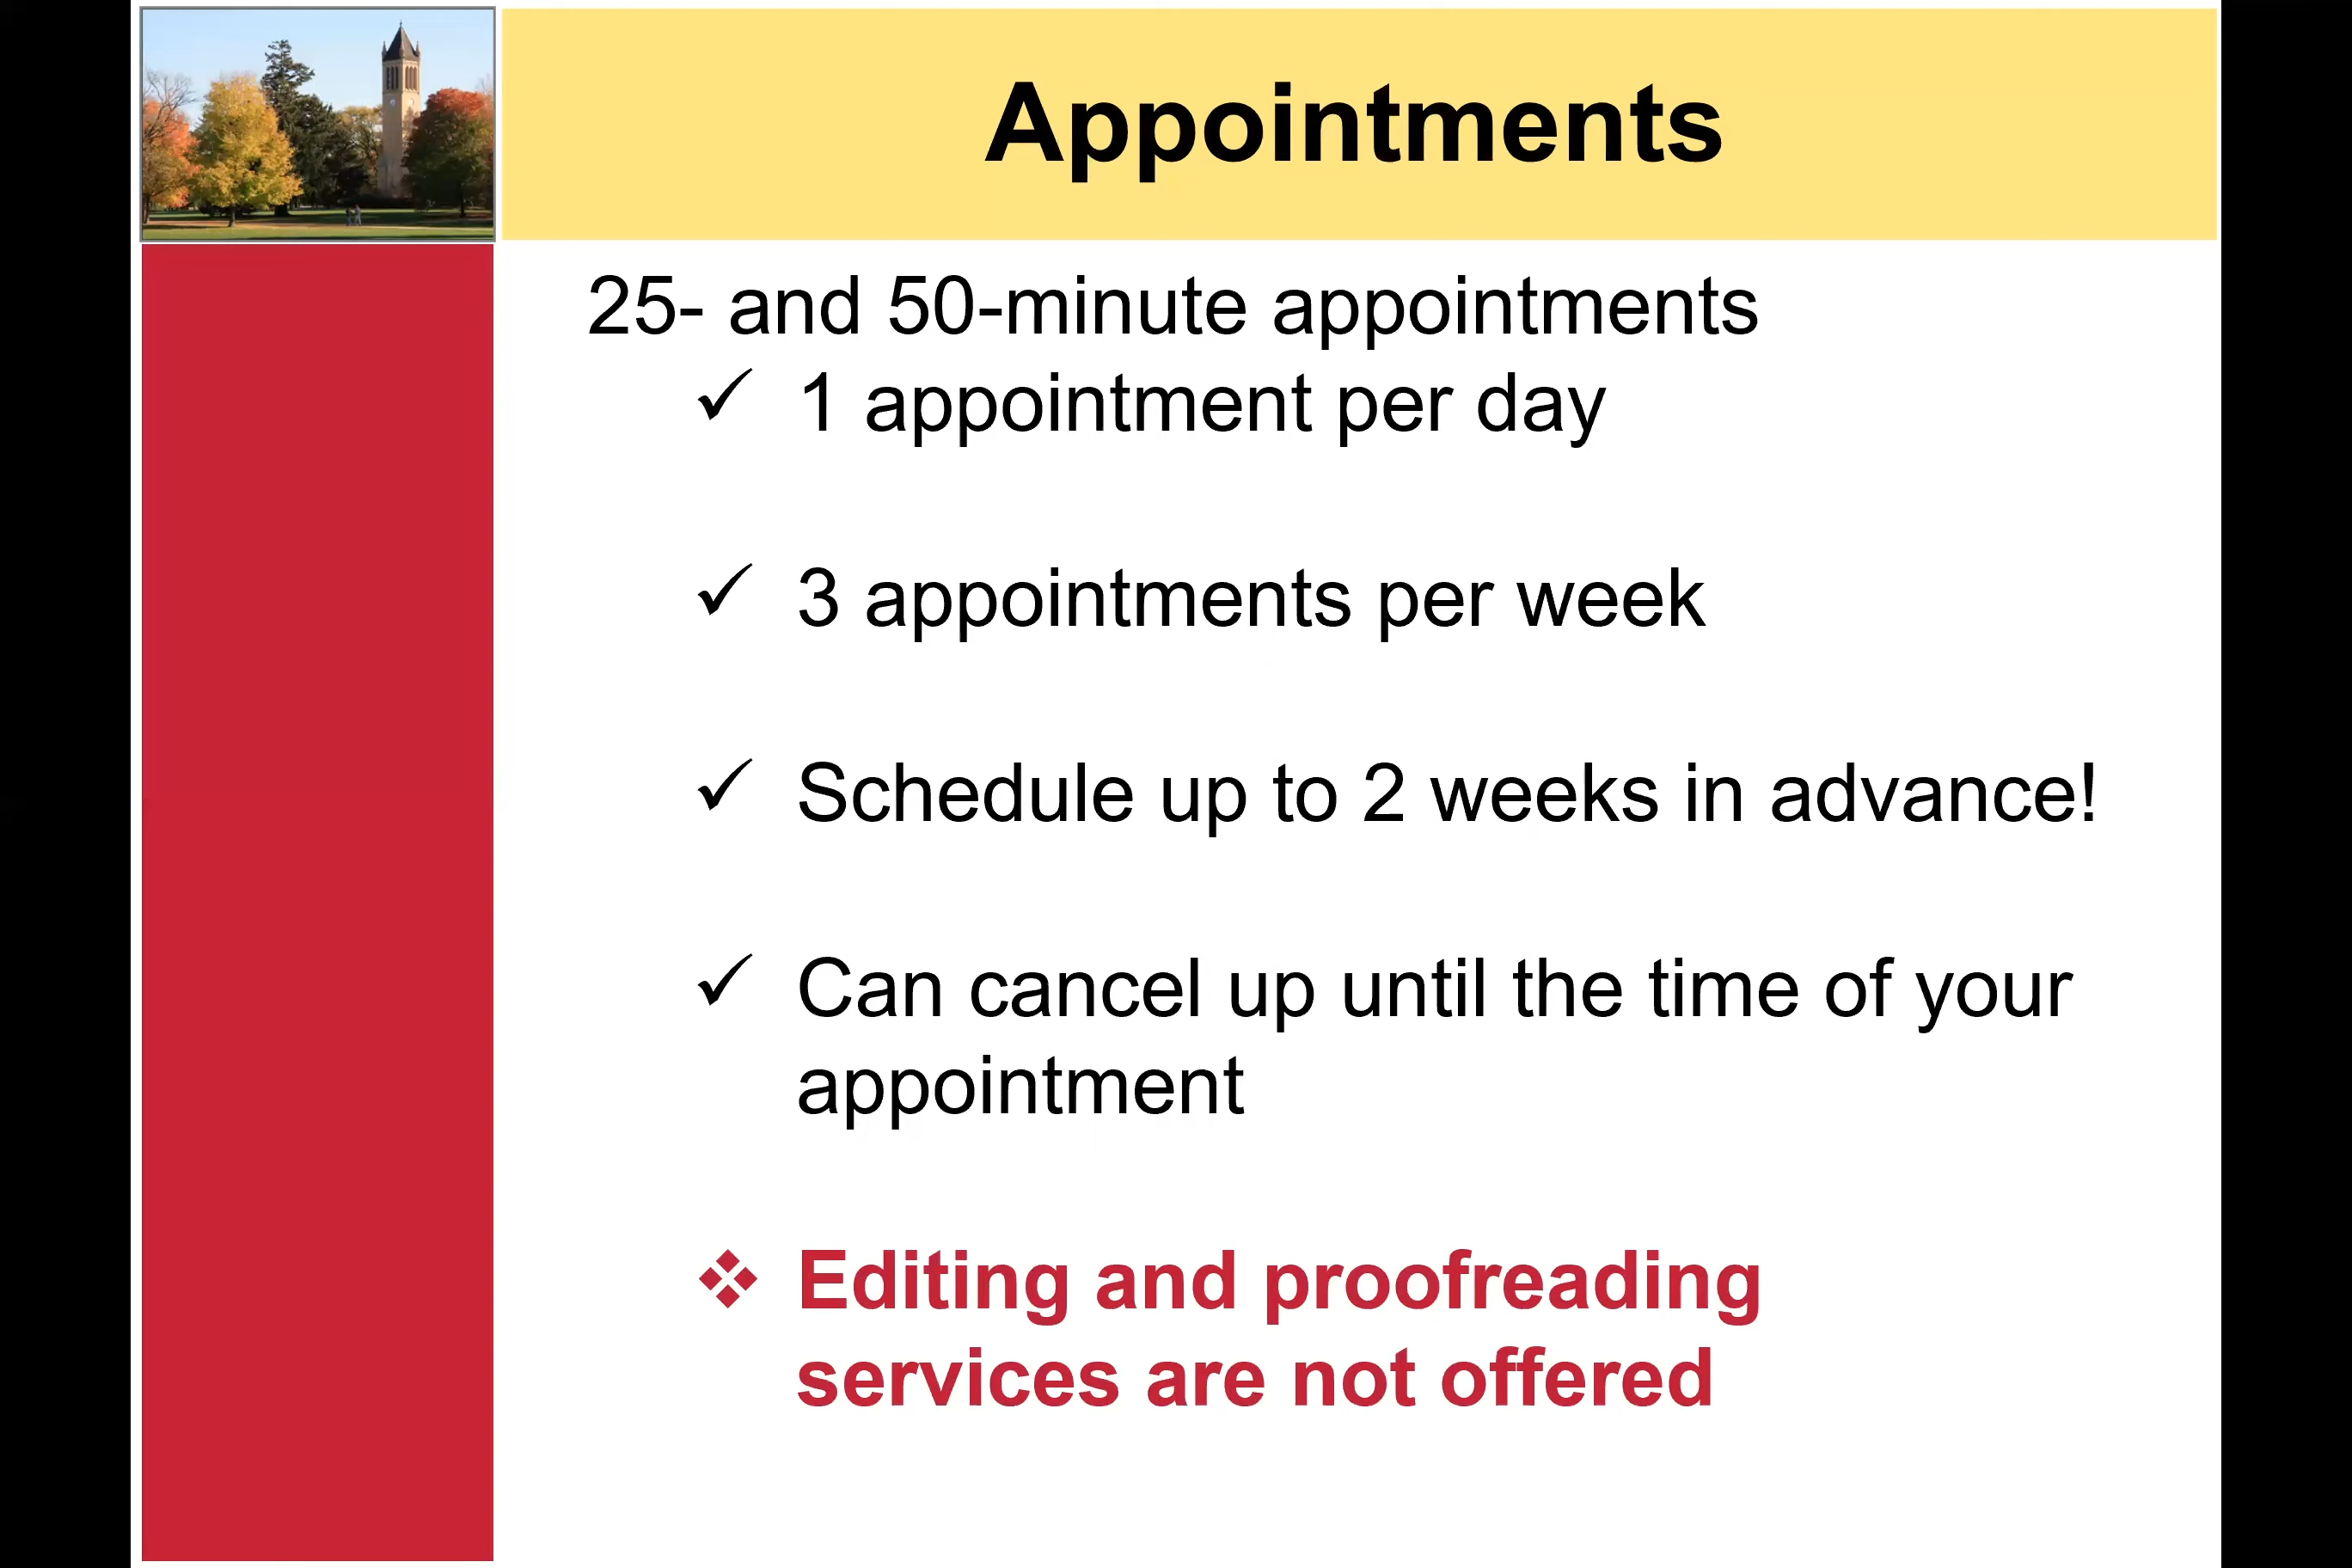 Appointments
25- and 50-minute appointments
✓ 1 appointment per day
✓ 3 appointments per week
✓ Schedule up to 2 weeks in advance!
✓ Can cancel up until the time of your
appointment
❖ Editing and proofreading
services are not offered